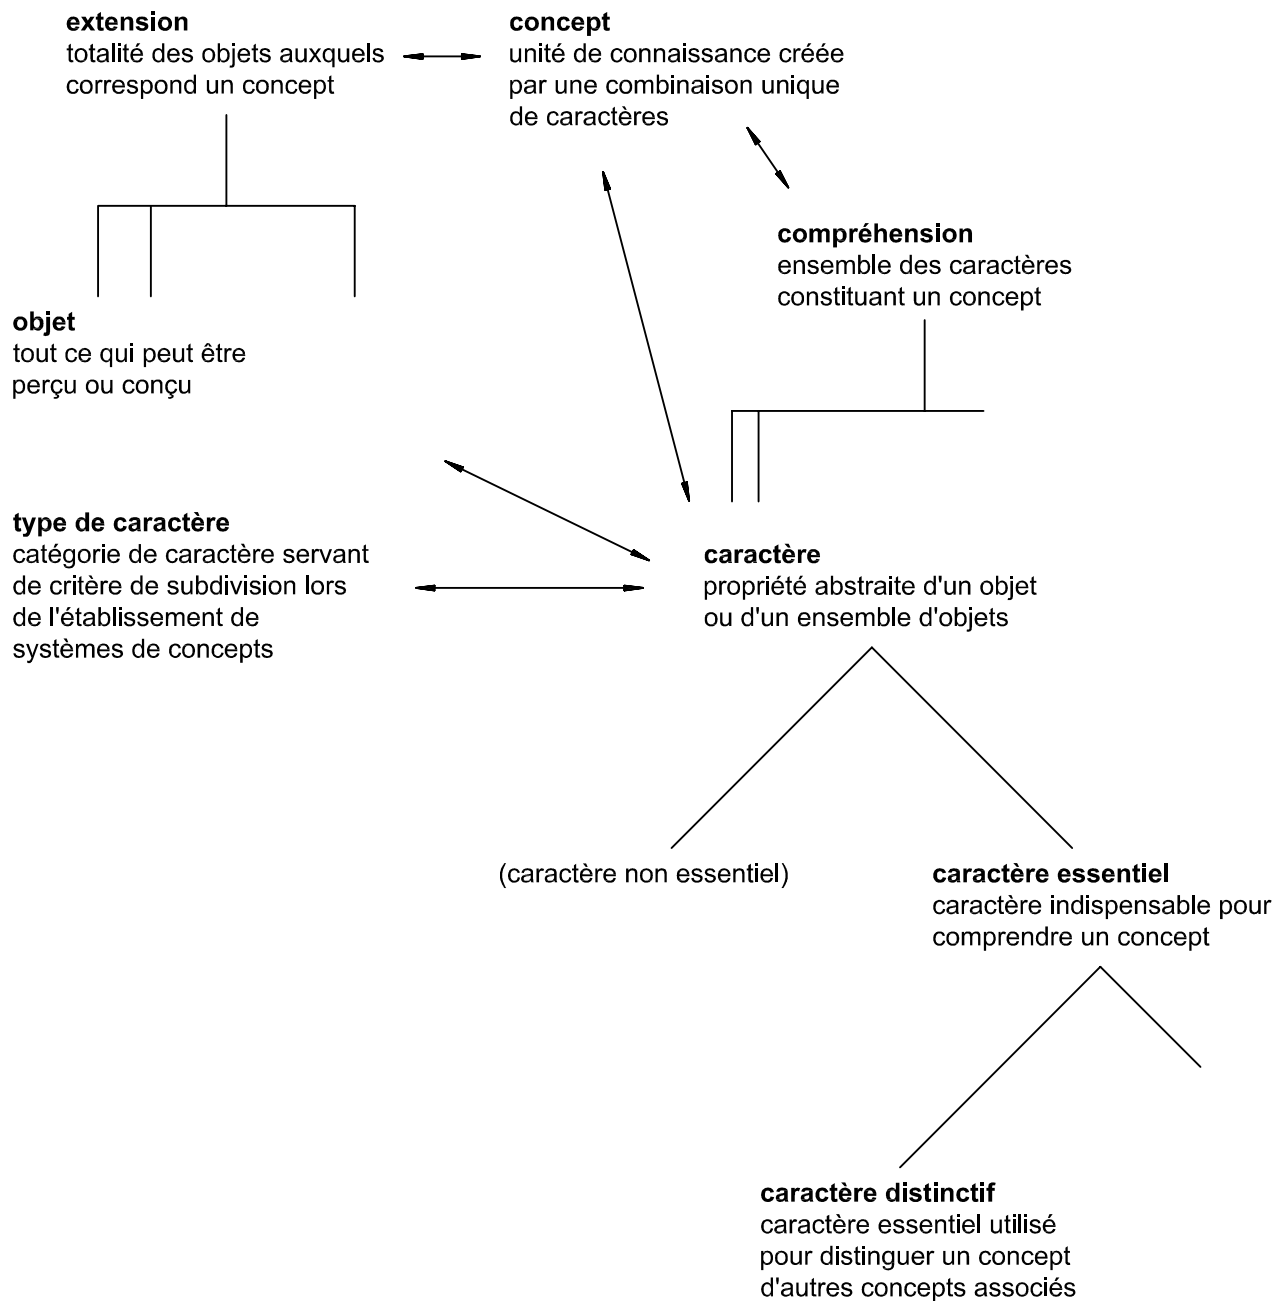 extension
totalité des objets auxquels
correspond un concept
concept
unité de connaissance créée
par une combinaison unique
de caractères
compréhension
ensemble des caractères
constituant un concept
objet
tout ce qui peut être
perçu ou conçu
type de caractère
catégorie de caractère servant
de critère de subdivision lors
de l'établissement de
systèmes de concepts
caractère
propriété abstraite d'un objet
ou d'un ensemble d'objets
(caractère non essentiel)
caractère essentiel
caractère indispensable pour
comprendre un concept
caractère distinctif
caractère essentiel utilisé
pour distinguer un concept
d'autres concepts associés